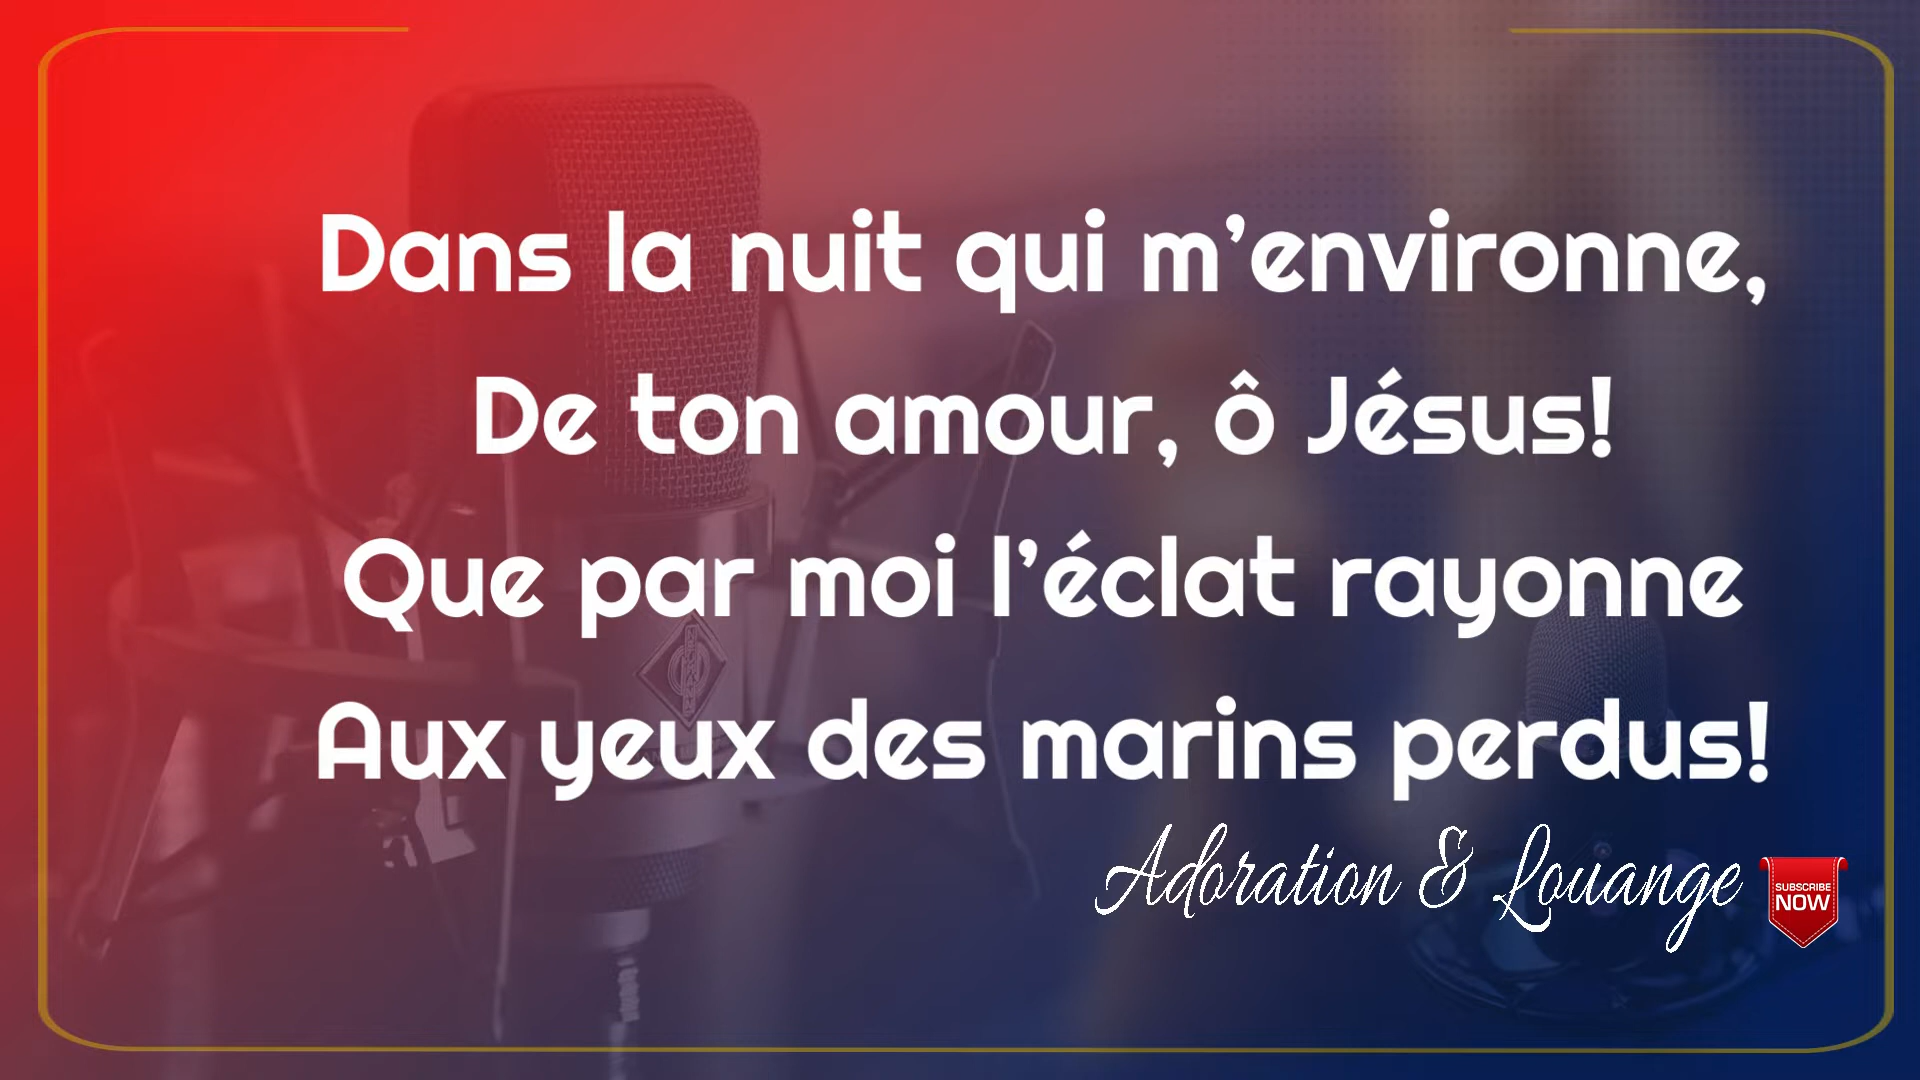 Dans la nuit qui m’environne,
De ton amour, ô Jésus!
Que par moi l’éclat rayonne
Aux yeux des marins perdus!
Adoration & Louange
SUBSCRIBE
NOW